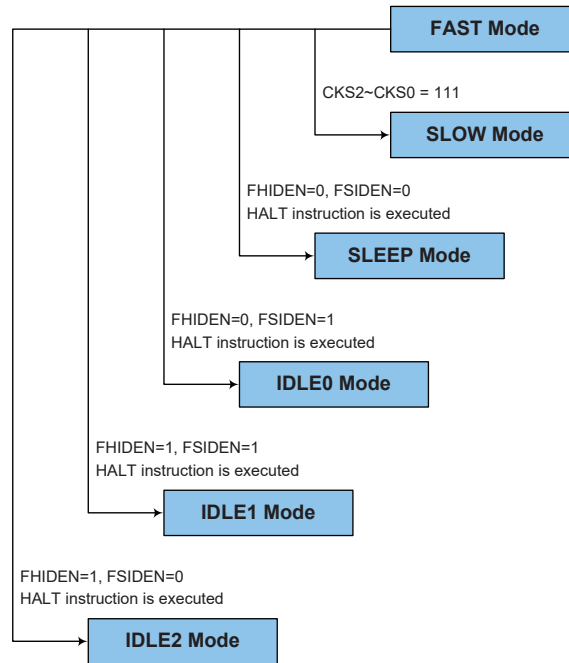 FAST Mode
CKS2~CKS0 = 111
SLOW Mode
FHIDEN=0, FSIDEN=0
HALT instruction is executed
SLEEP Mode
FHIDEN=0, FSIDEN=1
HALT instruction is executed
IDLE0 Mode
FHIDEN=1, FSIDEN=1
HALT instruction is executed
IDLE1 Mode
FHIDEN=1, FSIDEN=0
HALT instruction is executed
IDLE2 Mode